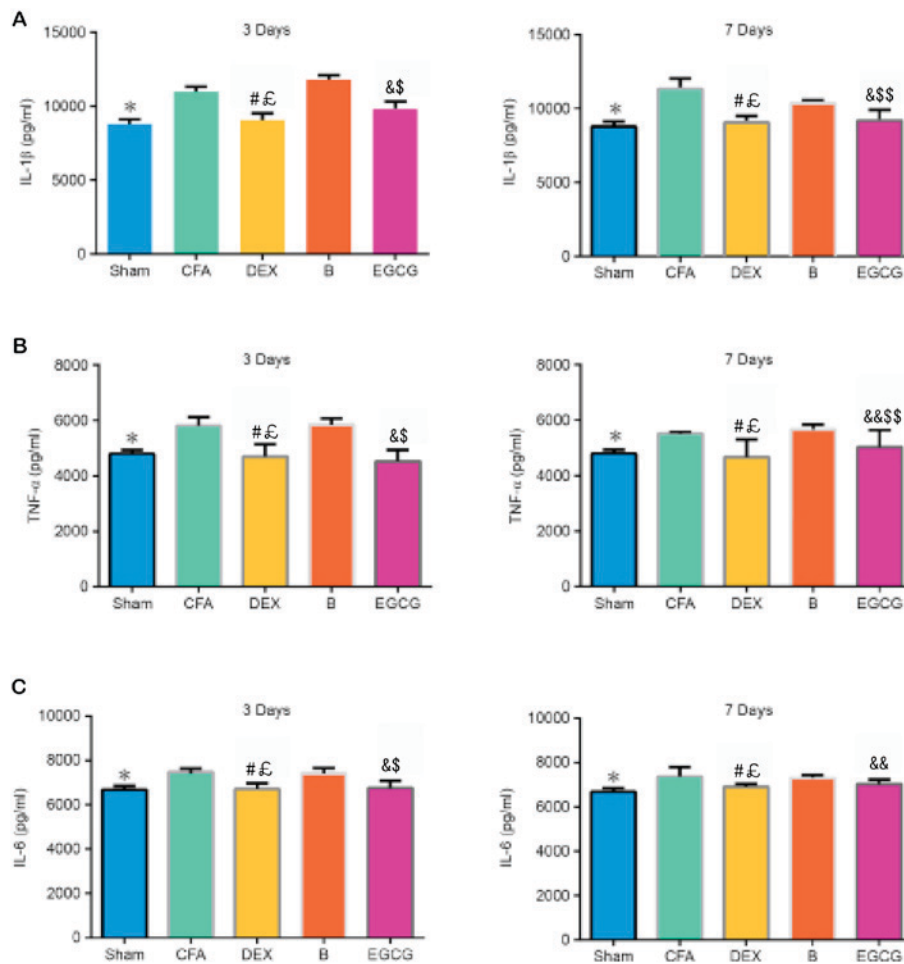 A
3 Days
IL-1β (pg/ml)
15000
10000
5000
0
*
#£
&$
Sham CFA DEX B EGCG
7 Days
IL-1β (pg/ml)
15000
10000
5000
0
*
#£
&$$
Sham CFA DEX B EGCG
B
3 Days
TNF-α (pg/ml)
8000
6000
4000
2000
0
*
#£
&$
Sham CFA DEX B EGCG
7 Days
TNF-α (pg/ml)
8000
6000
4000
2000
0
*
#£
&&$$
Sham CFA DEX B EGCG
C
3 Days
IL-6 (pg/ml)
10000
8000
6000
4000
2000
0
*
#£
&$
Sham CFA DEX B EGCG
7 Days
IL-6 (pg/ml)
10000
8000
6000
4000
2000
0
*
#£
&&
Sham CFA DEX B EGCG